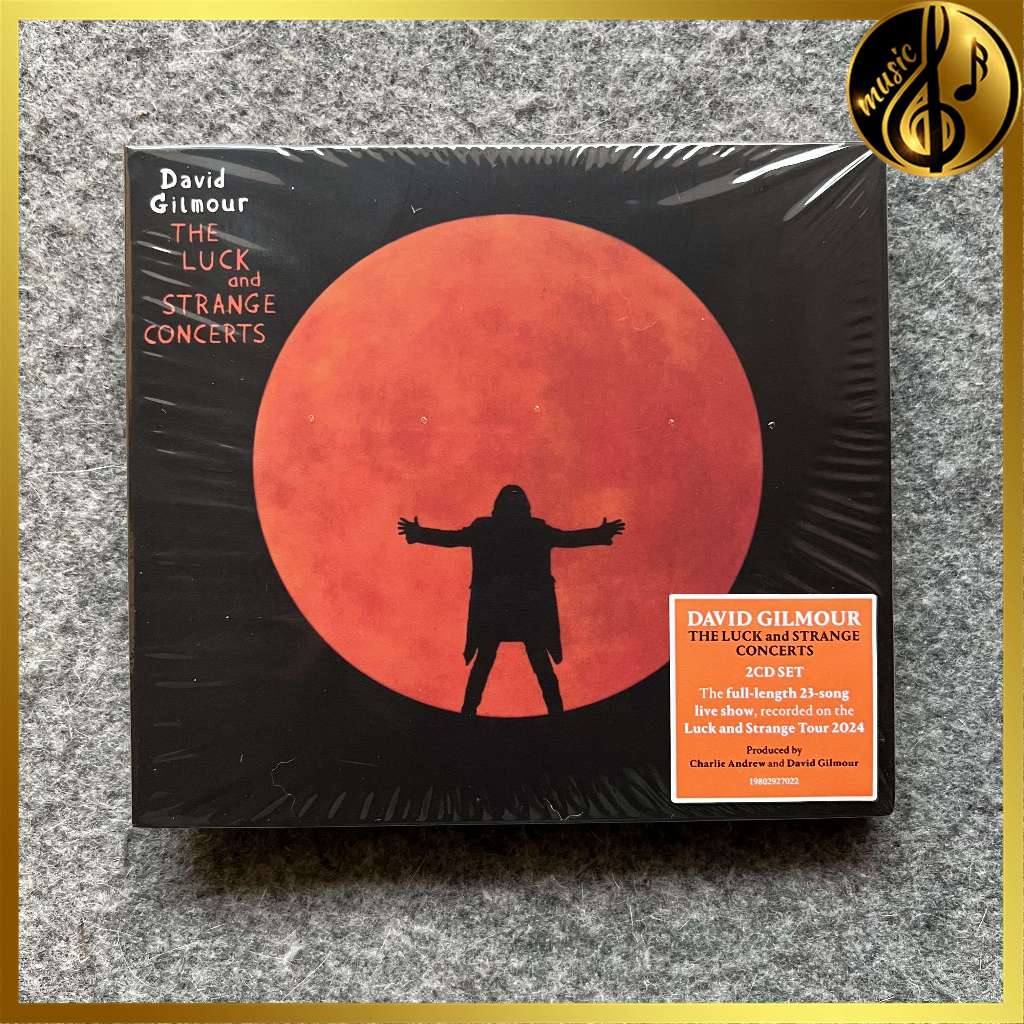 music
David
Gilmour
THE
LUCK
and
STRANGE
CONCERTS
DAVID GILMOUR
THE LUCK and STRANGE
CONCERTS
2CD SET
The full-length 23-song
live show, recorded on the
Luck and Strange Tour 2024
Produced by
Charlie Andrew and David Gilmour
19802927022